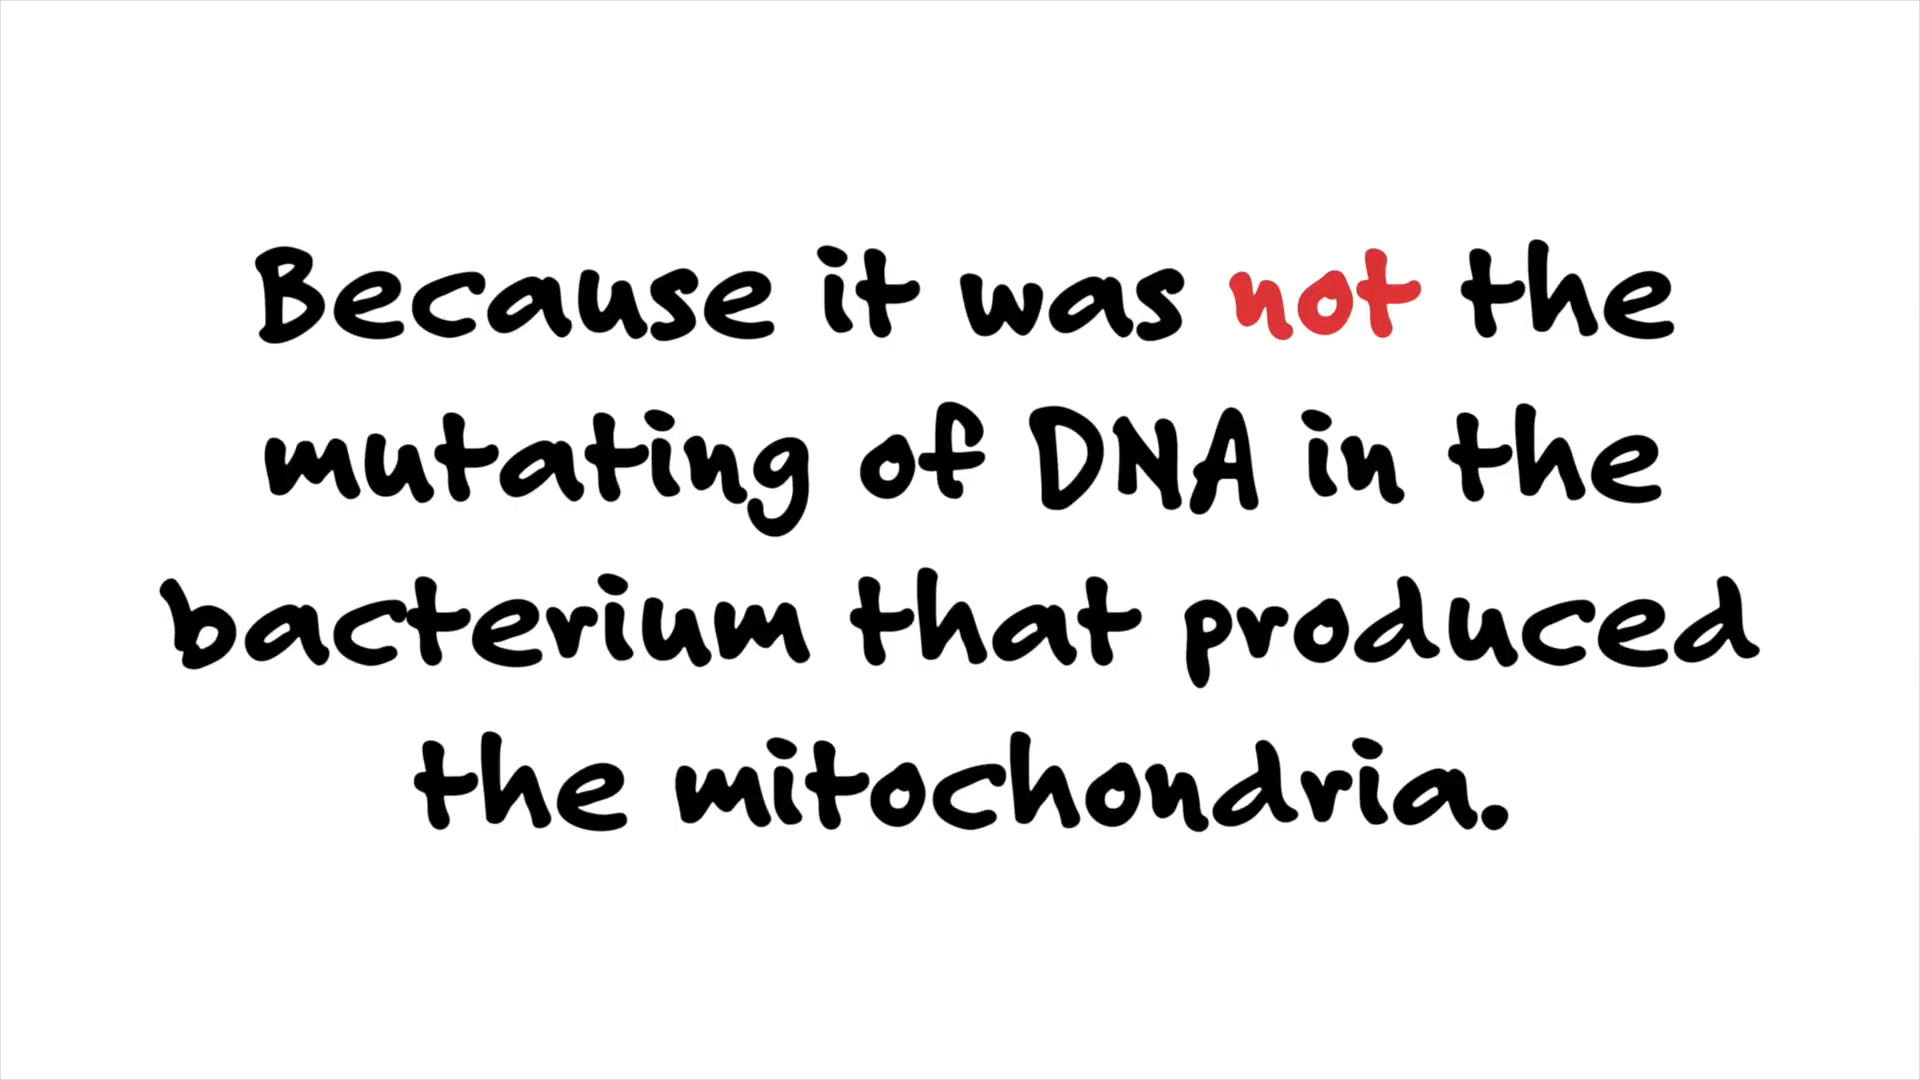 Because it was not the
mutating of DNA in the
bacterium that produced
the mitochondria.